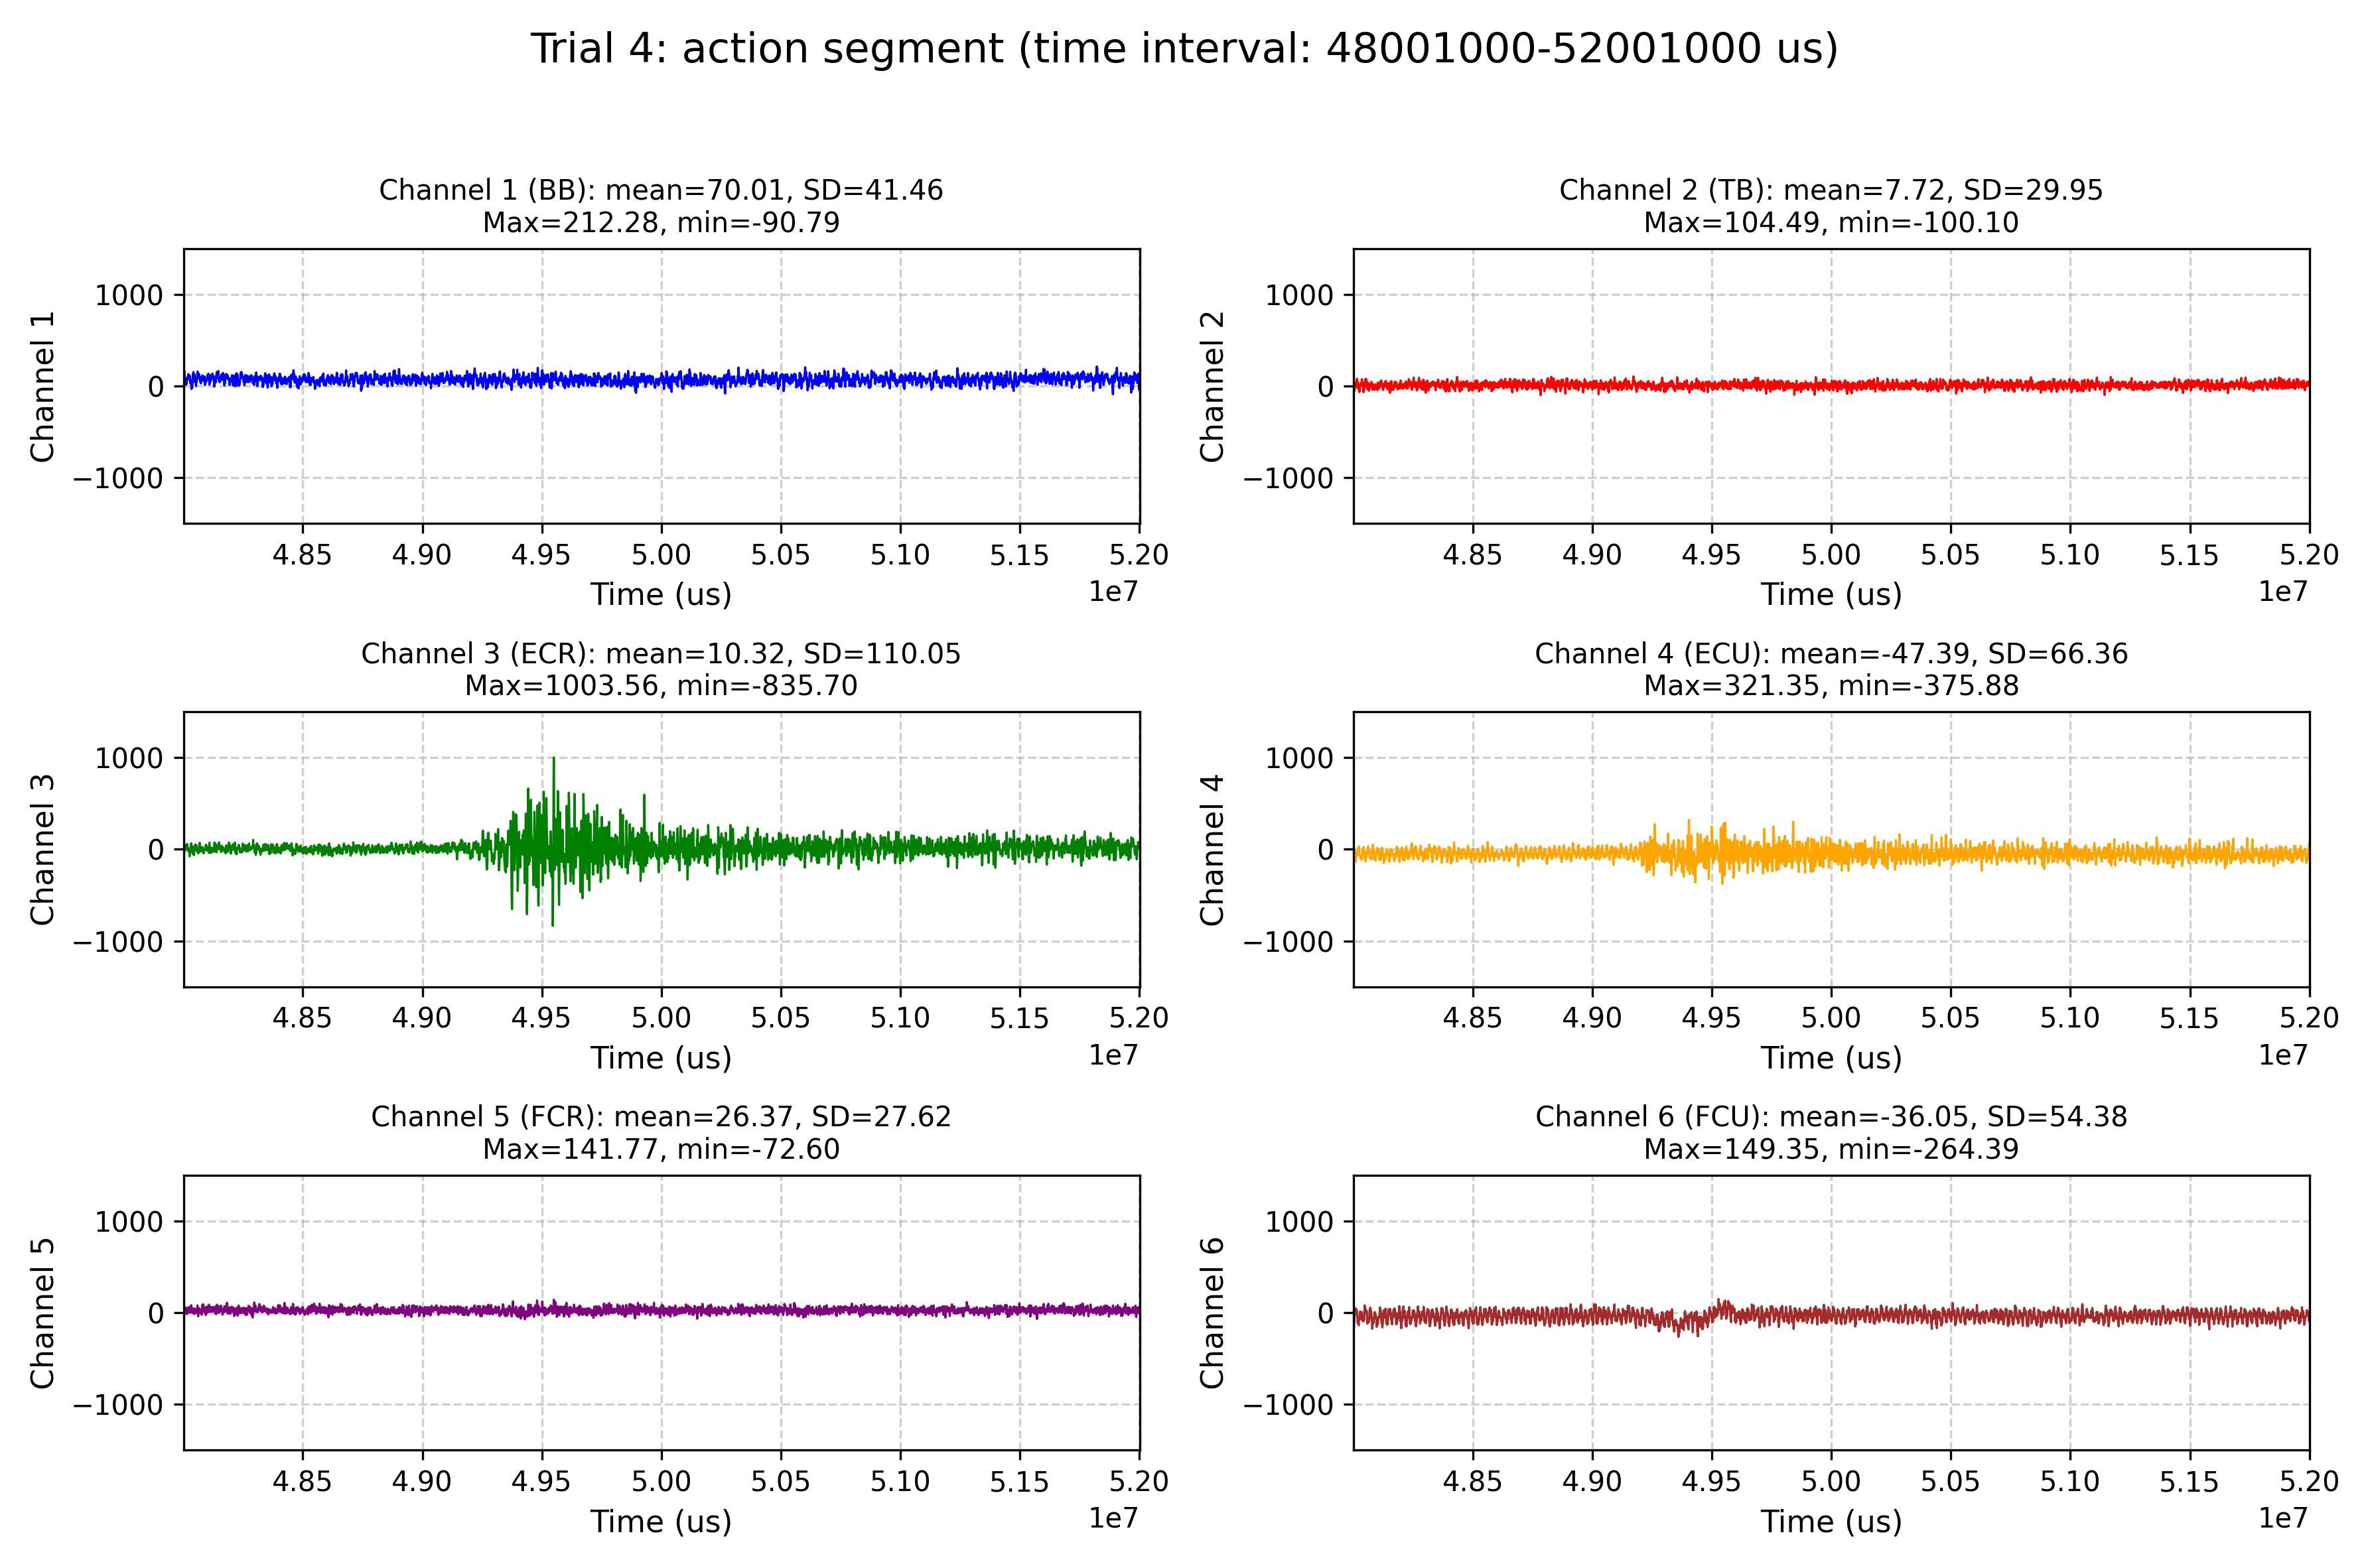 Trial 4: action segment (time interval: 48001000-52001000 us)
Channel 1 (BB): mean=70.01, SD=41.46
Max=212.28, min=-90.79
Channel 1
1000
0
−1000
4.85 4.90 4.95 5.00 5.05 5.10 5.15 5.20
Time (us)
1e7
Channel 2 (TB): mean=7.72, SD=29.95
Max=104.49, min=-100.10
Channel 2
1000
0
−1000
4.85 4.90 4.95 5.00 5.05 5.10 5.15 5.20
Time (us)
1e7
Channel 3 (ECR): mean=10.32, SD=110.05
Max=1003.56, min=-835.70
Channel 3
1000
0
−1000
4.85 4.90 4.95 5.00 5.05 5.10 5.15 5.20
Time (us)
1e7
Channel 4 (ECU): mean=-47.39, SD=66.36
Max=321.35, min=-375.88
Channel 4
1000
0
−1000
4.85 4.90 4.95 5.00 5.05 5.10 5.15 5.20
Time (us)
1e7
Channel 5 (FCR): mean=26.37, SD=27.62
Max=141.77, min=-72.60
Channel 5
1000
0
−1000
4.85 4.90 4.95 5.00 5.05 5.10 5.15 5.20
Time (us)
1e7
Channel 6 (FCU): mean=-36.05, SD=54.38
Max=149.35, min=-264.39
Channel 6
1000
0
−1000
4.85 4.90 4.95 5.00 5.05 5.10 5.15 5.20
Time (us)
1e7